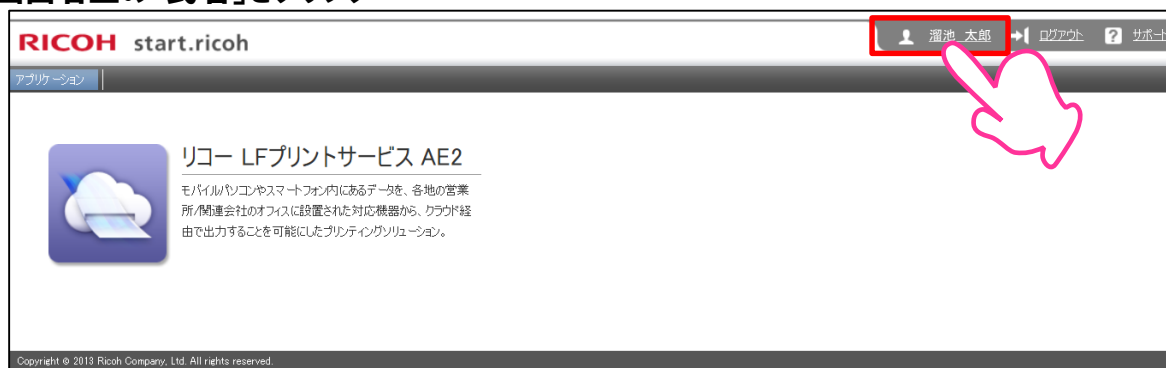 RICOH start.ricoh
溜池 太郎 ログアウト ? サポート
アプリケーション
リコー LFプリントサービス AE2
モバイルパソコンやスマートフォン内にあるデータを、各地の営業
所/関連会社のオフィスに設置された対応機器から、クラウド経
由で出力することを可能にしたプリンティングソリューション。
Copyright © 2013 Ricoh Company, Ltd. All rights reserved.